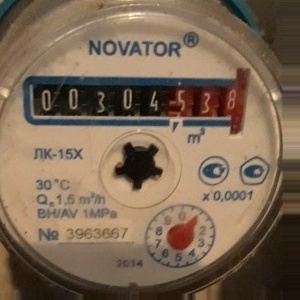 NOVATOR®
00304538
m³
ЛК-15Х
30°C
Qn 1,5 m³/h
BH/AV 1MPa
x 0,0001
№ 3963667
2014